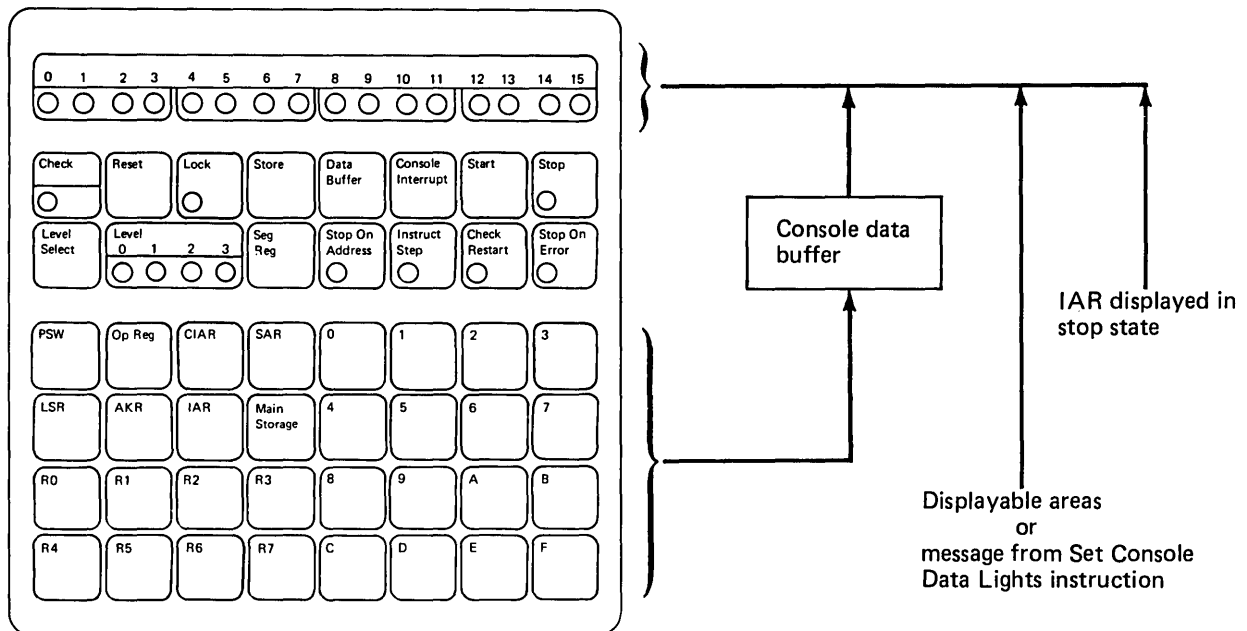 0 1 2 3 4 5 6 7 8 9 10 11 12 13 14 15
Check Reset Lock Store Data Buffer Console Interrupt Start Stop
Level Select Level 0 1 2 3 Seg Reg Stop On Address Instruct Step Check Restart Stop On Error
PSW Op Reg CIAR SAR 0 1 2 3
LSR AKR IAR Main Storage 4 5 6 7
R0 R1 R2 R3 8 9 A B
R4 R5 R6 R7 C D E F
Console data
buffer
IAR displayed in
stop state
Displayable areas
or
message from Set Console
Data Lights instruction